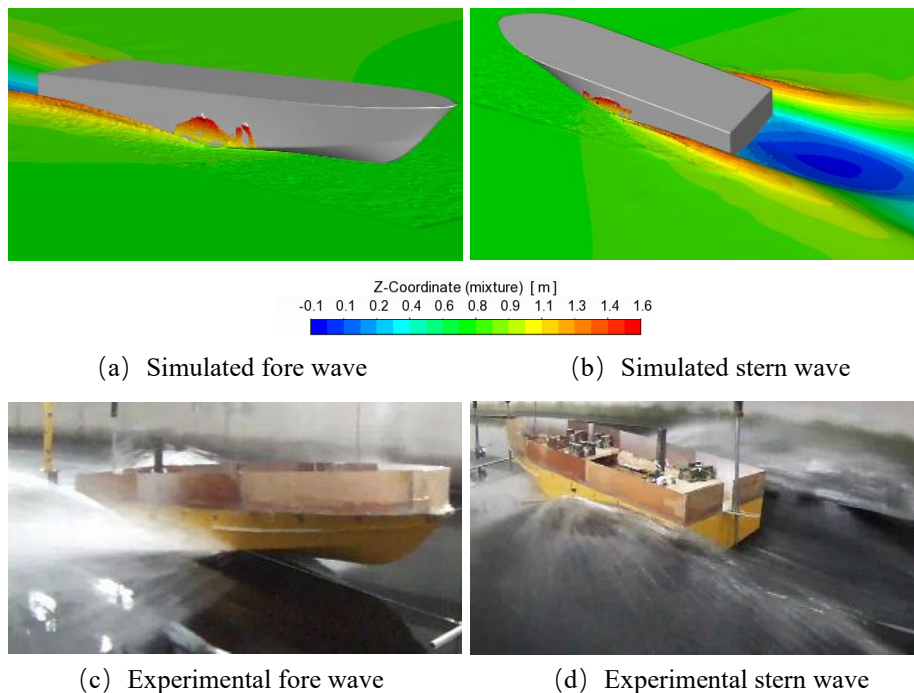 Z-Coordinate (mixture) [ m ]
-0.1 0.1 0.2 0.4 0.6 0.8 0.9 1.1 1.3 1.4 1.6
（a）Simulated fore wave
（b）Simulated stern wave
（c）Experimental fore wave
（d）Experimental stern wave